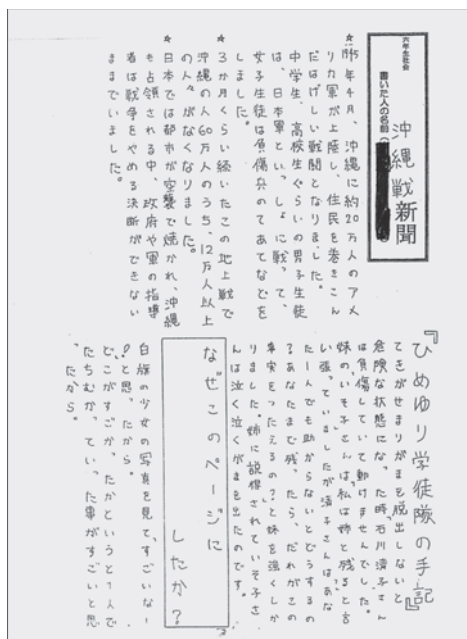 六年生社会
書いた人の名前(
沖縄戦新聞
☆1945年4月、沖縄に約20万人のアメ
リカ軍が上陸し、住民を巻きこん
だはげしい戦闘となりました。
中学生、高校生ぐらいの男子生徒
は、日本軍といっしょに戦って、
女子生徒は負傷兵のてあてなどを
しました。
☆3か月くらい続いたこの地上戦で
沖縄の人60万人のうち、12万人以上
の人々がなくなりました。
☆日本では都市が空襲で焼かれ、沖縄
も占領される中、政府や軍の指導
者は戦争をやめる決断ができない
ままでいました。
『ひめゆり学徒隊の手記』
てきがせまりがまを脱出しないと
危険な状態になった時、石川清子さん
は負傷していて動けませんでした。
妹のいそ子さんは「私は姉と残ると言
い張っていましたが清子さんはあな
た一人でも助からないとどうするの
?あなたまで残ったら、だれがこの
事実をつたえるの?と妹を強くしか
りました。姉に説得されていそ子さ
んは泣く泣くがまを出たのです。
なぜこのページに
したか?
白旗の少女の写真を見て、すごいなー
!と思ったから。
どこがすごかったかというと1人で
たちむかっていった事がすごいと思
ったから。